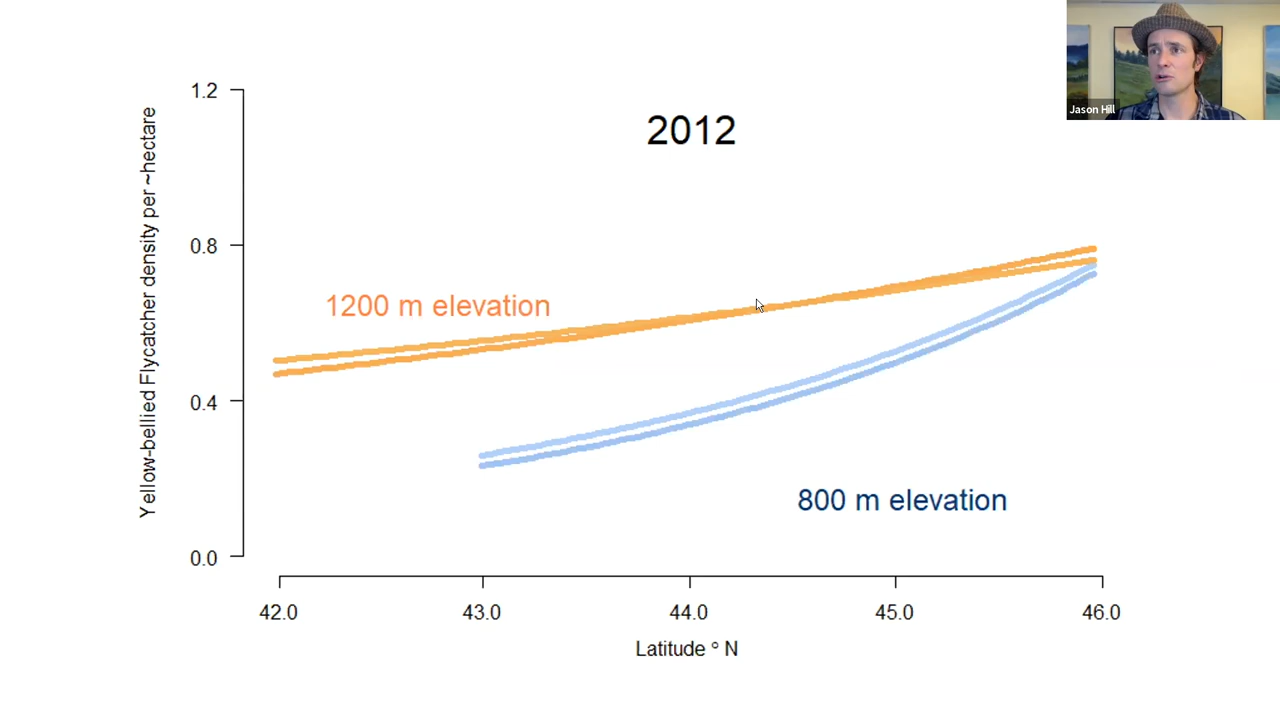 Jason Hill
2012
Yellow-bellied Flycatcher density per ~hectare
1.2
0.8
0.4
0.0
1200 m elevation
800 m elevation
42.0 43.0 44.0 45.0 46.0
Latitude ° N